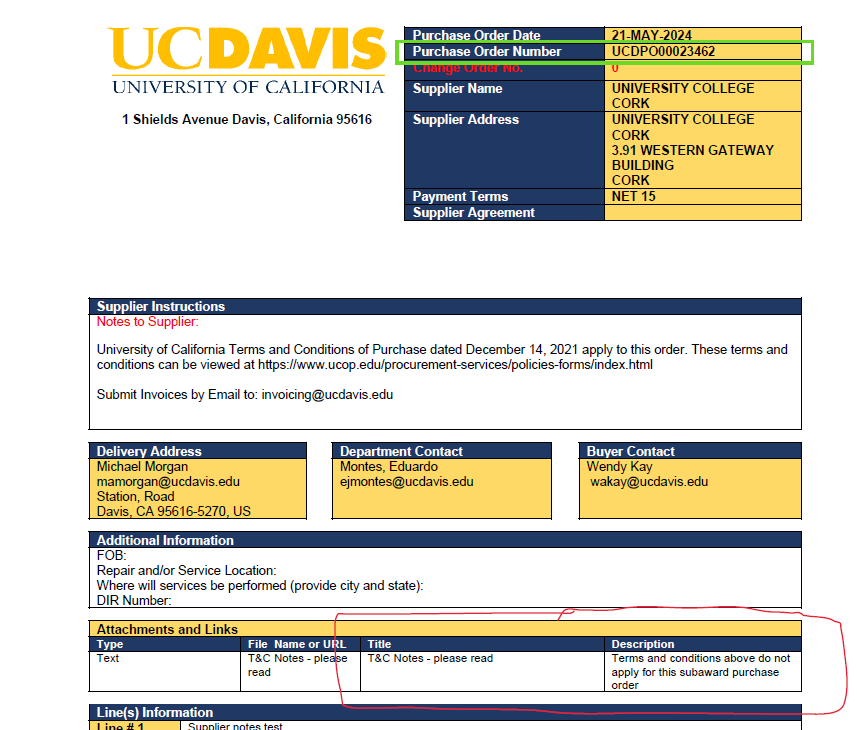 UCDAVIS
UNIVERSITY OF CALIFORNIA
1 Shields Avenue Davis, California 95616
Purchase Order Date 21-MAY-2024
Purchase Order Number UCDPO00023462
Change Order No. 0
Supplier Name UNIVERSITY COLLEGE
CORK
Supplier Address UNIVERSITY COLLEGE
CORK
3.91 WESTERN GATEWAY
BUILDING
CORK
Payment Terms NET 15
Supplier Agreement
Supplier Instructions
Notes to Supplier:
University of California Terms and Conditions of Purchase dated December 14, 2021 apply to this order. These terms and
conditions can be viewed at https://www.ucop.edu/procurement-services/policies-forms/index.html
Submit Invoices by Email to: invoicing@ucdavis.edu
Delivery Address
Michael Morgan
mamorgan@ucdavis.edu
Station, Road
Davis, CA 95616-5270, US
Department Contact
Montes, Eduardo
ejmontes@ucdavis.edu
Buyer Contact
Wendy Kay
wakay@ucdavis.edu
Additional Information
FOB:
Repair and/or Service Location:
Where will services be performed (provide city and state):
DIR Number:
Attachments and Links
Type File Name or URL Title Description
Text T&C Notes - please T&C Notes - please read Terms and conditions above do not
read apply for this subaward purchase
order
Line(s) Information
Line # 1 Supplier notes test